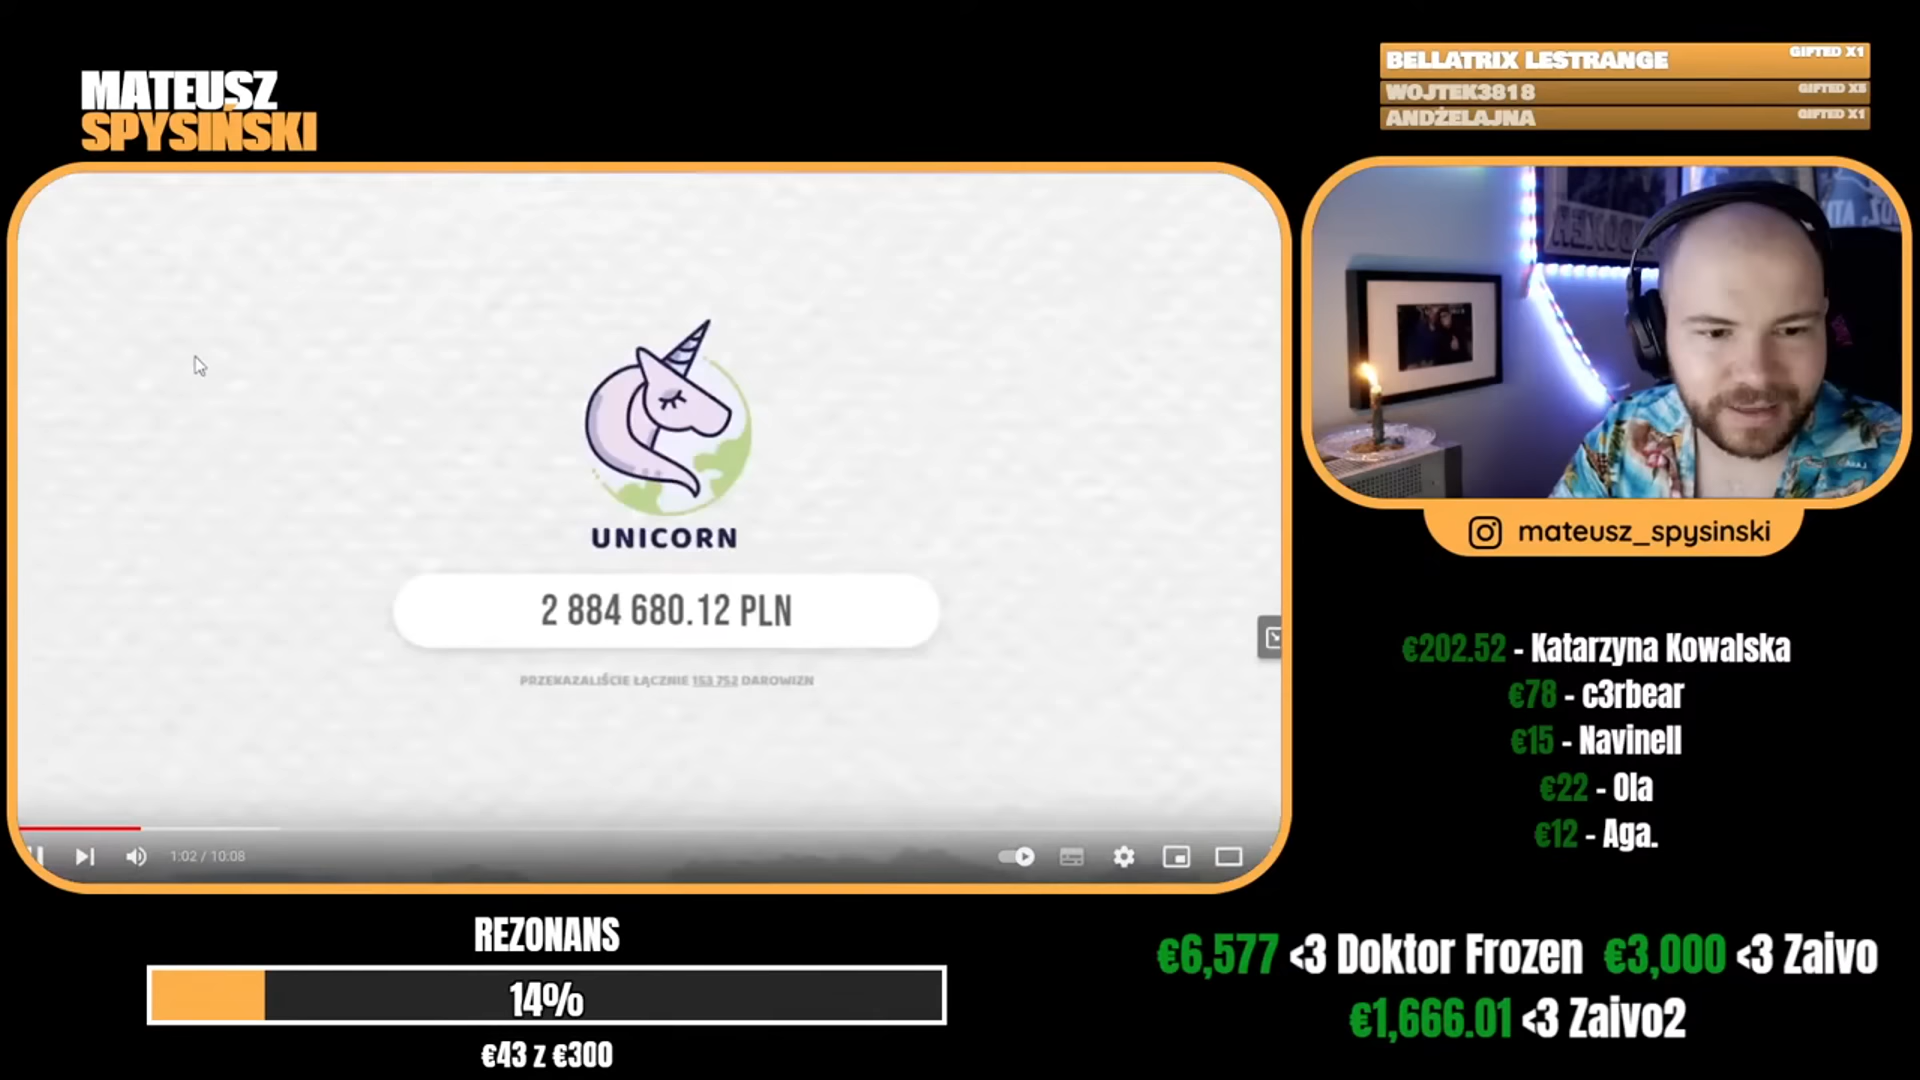 MATEUSZ
SPYSIŃSKI
BELLATRIX LESTRANGE GIFTED X1
WOJTEK3818 GIFTED X5
ANDŻELAJNA GIFTED X1
UNICORN
2 884 680.12 PLN
PRZEKAZALIŚCIE ŁĄCZNIE 153 752 DAROWIZN
1:02 / 10:08
mateusz_spysinski
€202.52 - Katarzyna Kowalska
€78 - c3rbear
€15 - Navinell
€22 - Ola
€12 - Aga.
REZONANS
14%
€43 z €300
€6,577 <3 Doktor Frozen €3,000 <3 Zaivo
€1,666.01 <3 Zaivo2